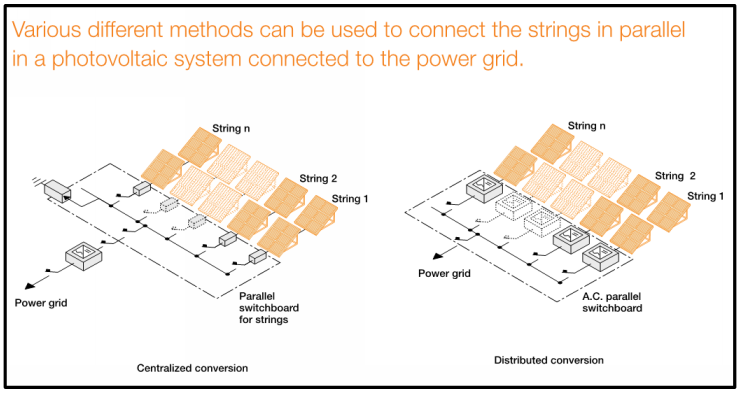 Various different methods can be used to connect the strings in parallel
in a photovoltaic system connected to the power grid.
String n
String 2
String 1
Power grid
Parallel
switchboard
for strings
Centralized conversion
String n
String 2
String 1
Power grid
A.C. parallel
switchboard
Distributed conversion